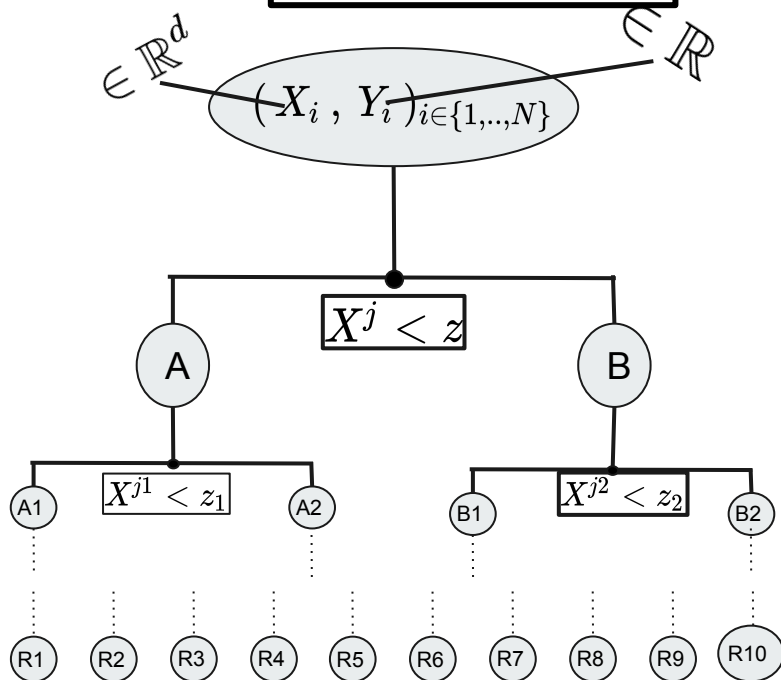 ∈ ℝ^d
∈ ℝ
( X_i , Y_i )_{i∈{1,..,N}}
X^j < z
A
B
A1
X^{j1} < z_1
A2
B1
X^{j2} < z_2
B2
R1 R2 R3 R4 R5 R6 R7 R8 R9 R10